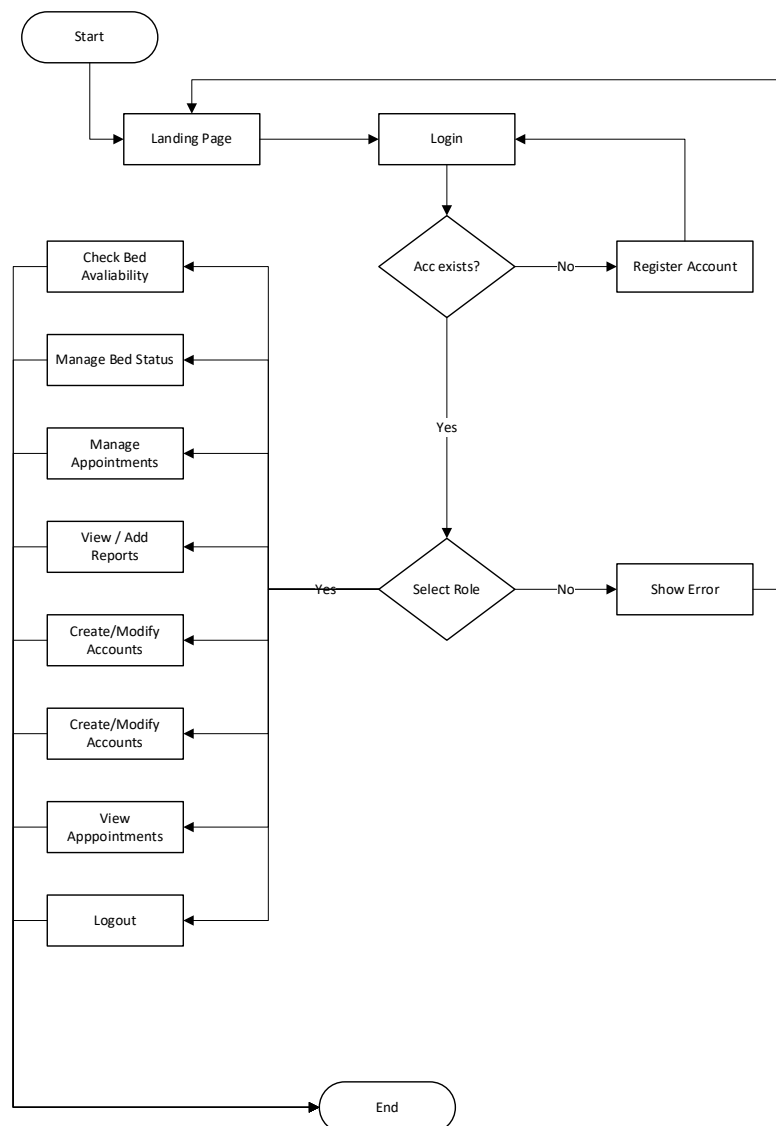 Start
Landing Page
Login
Check Bed
Avaliability
Acc exists?
No
Register Account
Manage Bed Status
Yes
Manage
Appointments
View / Add
Reports
Yes
Select Role
No
Show Error
Create/Modify
Accounts
Create/Modify
Accounts
View
Apppointments
Logout
End